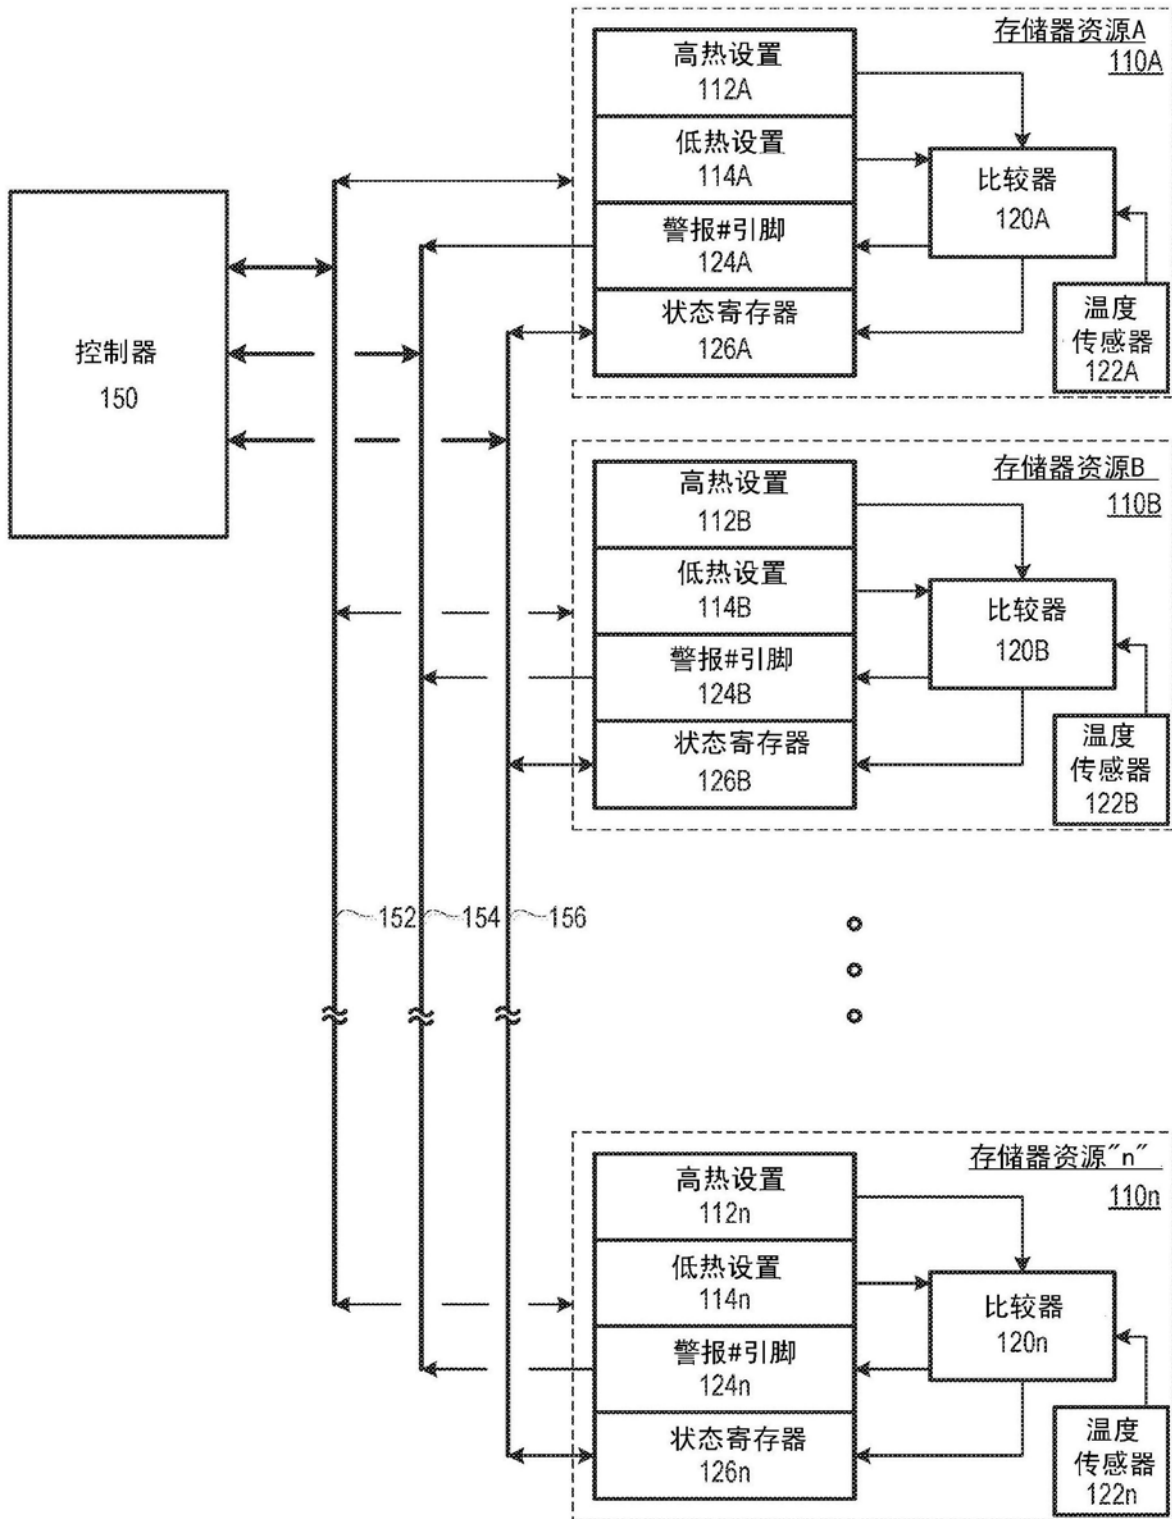 存储器资源A
110A
高热设置
112A
低热设置
114A
警报#引脚
124A
状态寄存器
126A
比较器
120A
温度
传感器
122A
控制器
150
存储器资源B
110B
高热设置
112B
低热设置
114B
警报#引脚
124B
状态寄存器
126B
比较器
120B
温度
传感器
122B
152
154
156
存储器资源"n"
110n
高热设置
112n
低热设置
114n
警报#引脚
124n
状态寄存器
126n
比较器
120n
温度
传感器
122n